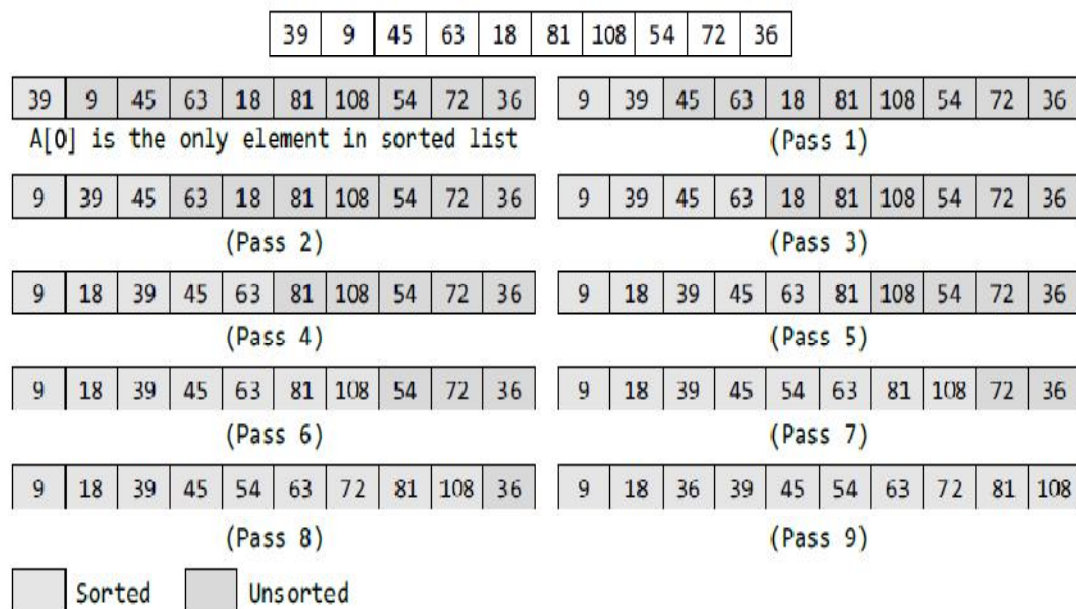 39 9 45 63 18 81 108 54 72 36
39 9 45 63 18 81 108 54 72 36
A[0] is the only element in sorted list
9 39 45 63 18 81 108 54 72 36
(Pass 1)
9 39 45 63 18 81 108 54 72 36
(Pass 2)
9 39 45 63 18 81 108 54 72 36
(Pass 3)
9 18 39 45 63 81 108 54 72 36
(Pass 4)
9 18 39 45 63 81 108 54 72 36
(Pass 5)
9 18 39 45 63 81 108 54 72 36
(Pass 6)
9 18 39 45 54 63 81 108 72 36
(Pass 7)
9 18 39 45 54 63 72 81 108 36
(Pass 8)
9 18 36 39 45 54 63 72 81 108
(Pass 9)
Sorted
Unsorted